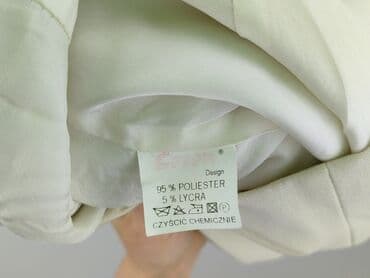 Design
95 % POLIESTER
5 % LYCRA
CZYŚCIĆ CHEMICZNIE